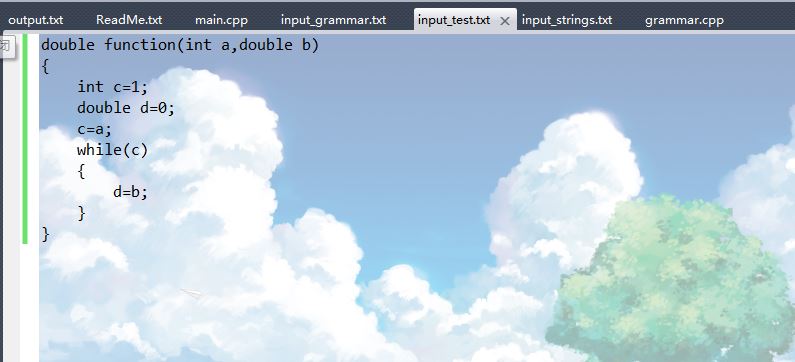 output.txt ReadMe.txt main.cpp input_grammar.txt input_test.txt input_strings.txt grammar.cpp
闭
double function(int a,double b)
{
int c=1;
double d=0;
c=a;
while(c)
{
d=b;
}
}